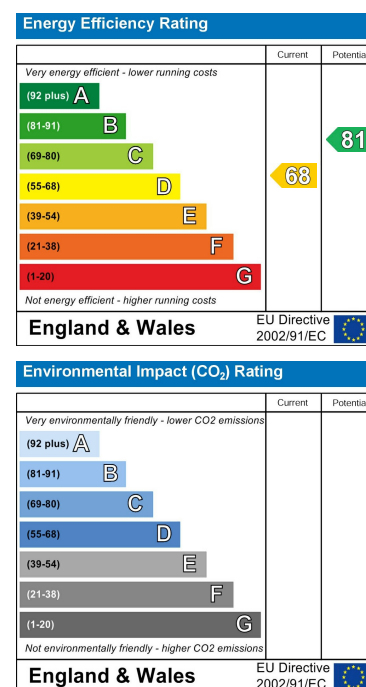 Energy Efficiency Rating
Current Potentia
Very energy efficient - lower running costs
(92 plus) A
(81-91) B
81
(69-80) C
68
(55-68) D
(39-54) E
(21-38) F
(1-20) G
Not energy efficient - higher running costs
England & Wales
EU Directive
2002/91/EC
Environmental Impact (CO₂) Rating
Current Potentia
Very environmentally friendly - lower CO2 emissions
(92 plus) A
(81-91) B
(69-80) C
(55-68) D
(39-54) E
(21-38) F
(1-20) G
Not environmentally friendly - higher CO2 emissions
England & Wales
EU Directive
2002/91/EC